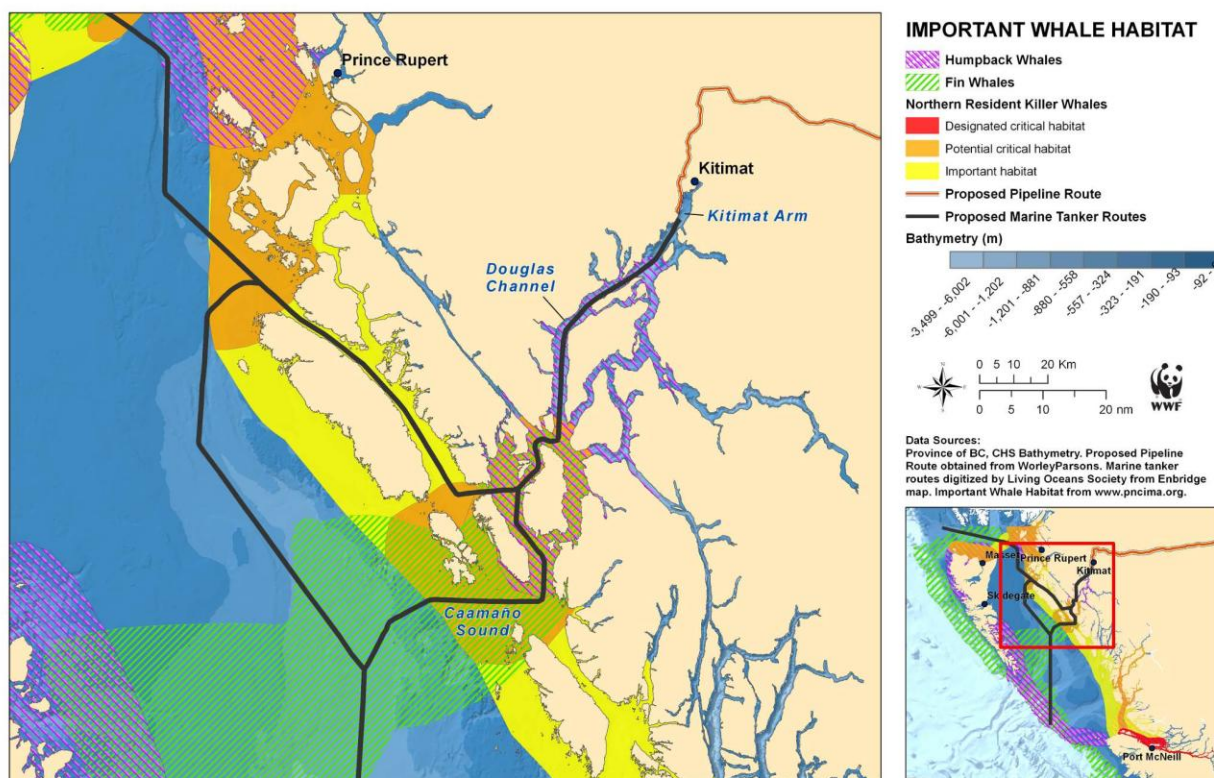 Prince Rupert
Kitimat
Kitimat Arm
Douglas
Channel
Caamaño
Sound
IMPORTANT WHALE HABITAT
Humpback Whales
Fin Whales
Northern Resident Killer Whales
Designated critical habitat
Potential critical habitat
Important habitat
Proposed Pipeline Route
Proposed Marine Tanker Routes
Bathymetry (m)
-3,499 - -6,002
-6,001 - -1,202
-1,201 - -881
-880 - -558
-557 - -324
-323 - -191
-190 - -93
-92 -
0 5 10 20 Km
0 5 10 20 nm
WWF
Data Sources:
Province of BC, CHS Bathymetry. Proposed Pipeline
Route obtained from WorleyParsons. Marine tanker
routes digitized by Living Oceans Society from Enbridge
map. Important Whale Habitat from www.pncima.org.
Masset
Prince Rupert
Kitimat
Skidegate
Port McNeill